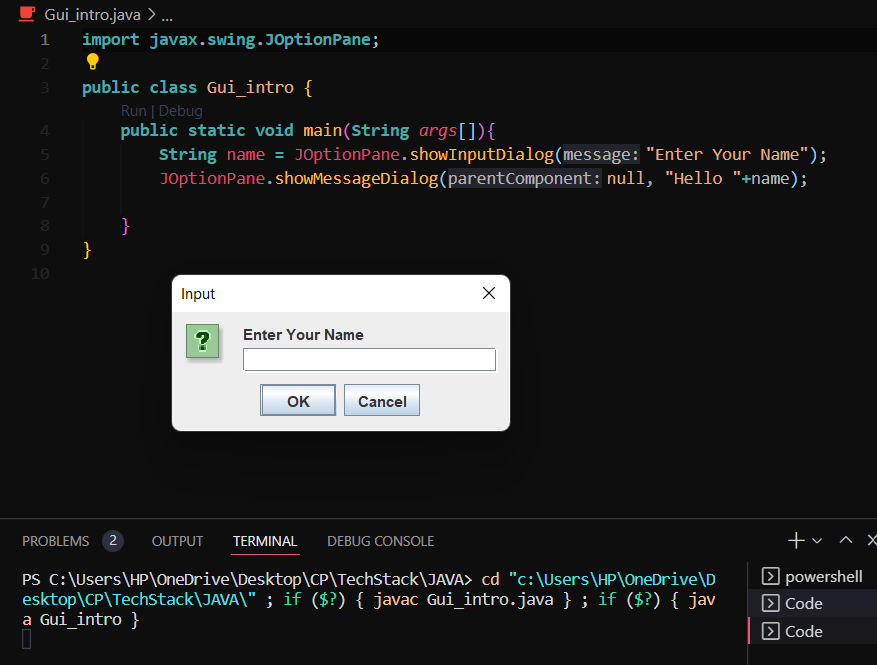 Gui_intro.java > ...
1 import javax.swing.JOptionPane;
2
3 public class Gui_intro {
Run | Debug
4 public static void main(String args[]){
5 String name = JOptionPane.showInputDialog(message: "Enter Your Name");
6 JOptionPane.showMessageDialog(parentComponent: null, "Hello "+name);
7
8 }
9 }
10
Input
?
Enter Your Name
OK Cancel
PROBLEMS 2 OUTPUT TERMINAL DEBUG CONSOLE
PS C:\Users\HP\OneDrive\Desktop\CP\TechStack\JAVA> cd "c:\Users\HP\OneDrive\D
esktop\CP\TechStack\JAVA\" ; if ($?) { javac Gui_intro.java } ; if ($?) { jav
a Gui_intro }
powershell
Code
Code